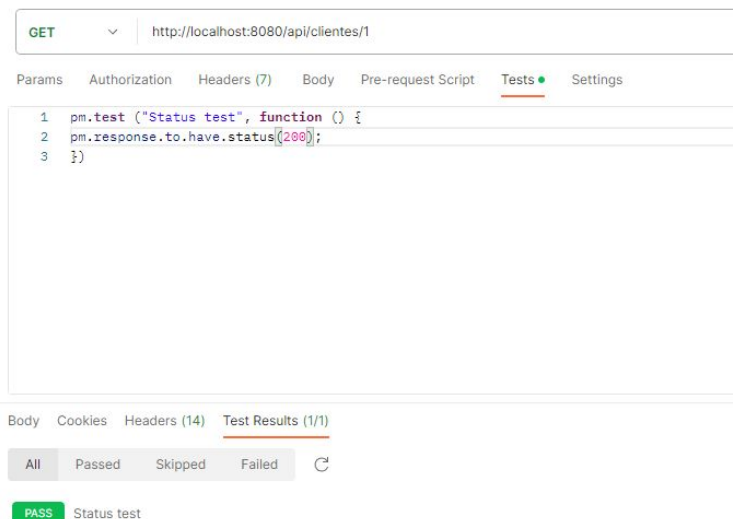 GET http://localhost:8080/api/clientes/1
Params Authorization Headers (7) Body Pre-request Script Tests Settings
1 pm.test ("Status test", function () {
2 pm.response.to.have.status(200);
3 })
Body Cookies Headers (14) Test Results (1/1)
All Passed Skipped Failed
PASS Status test